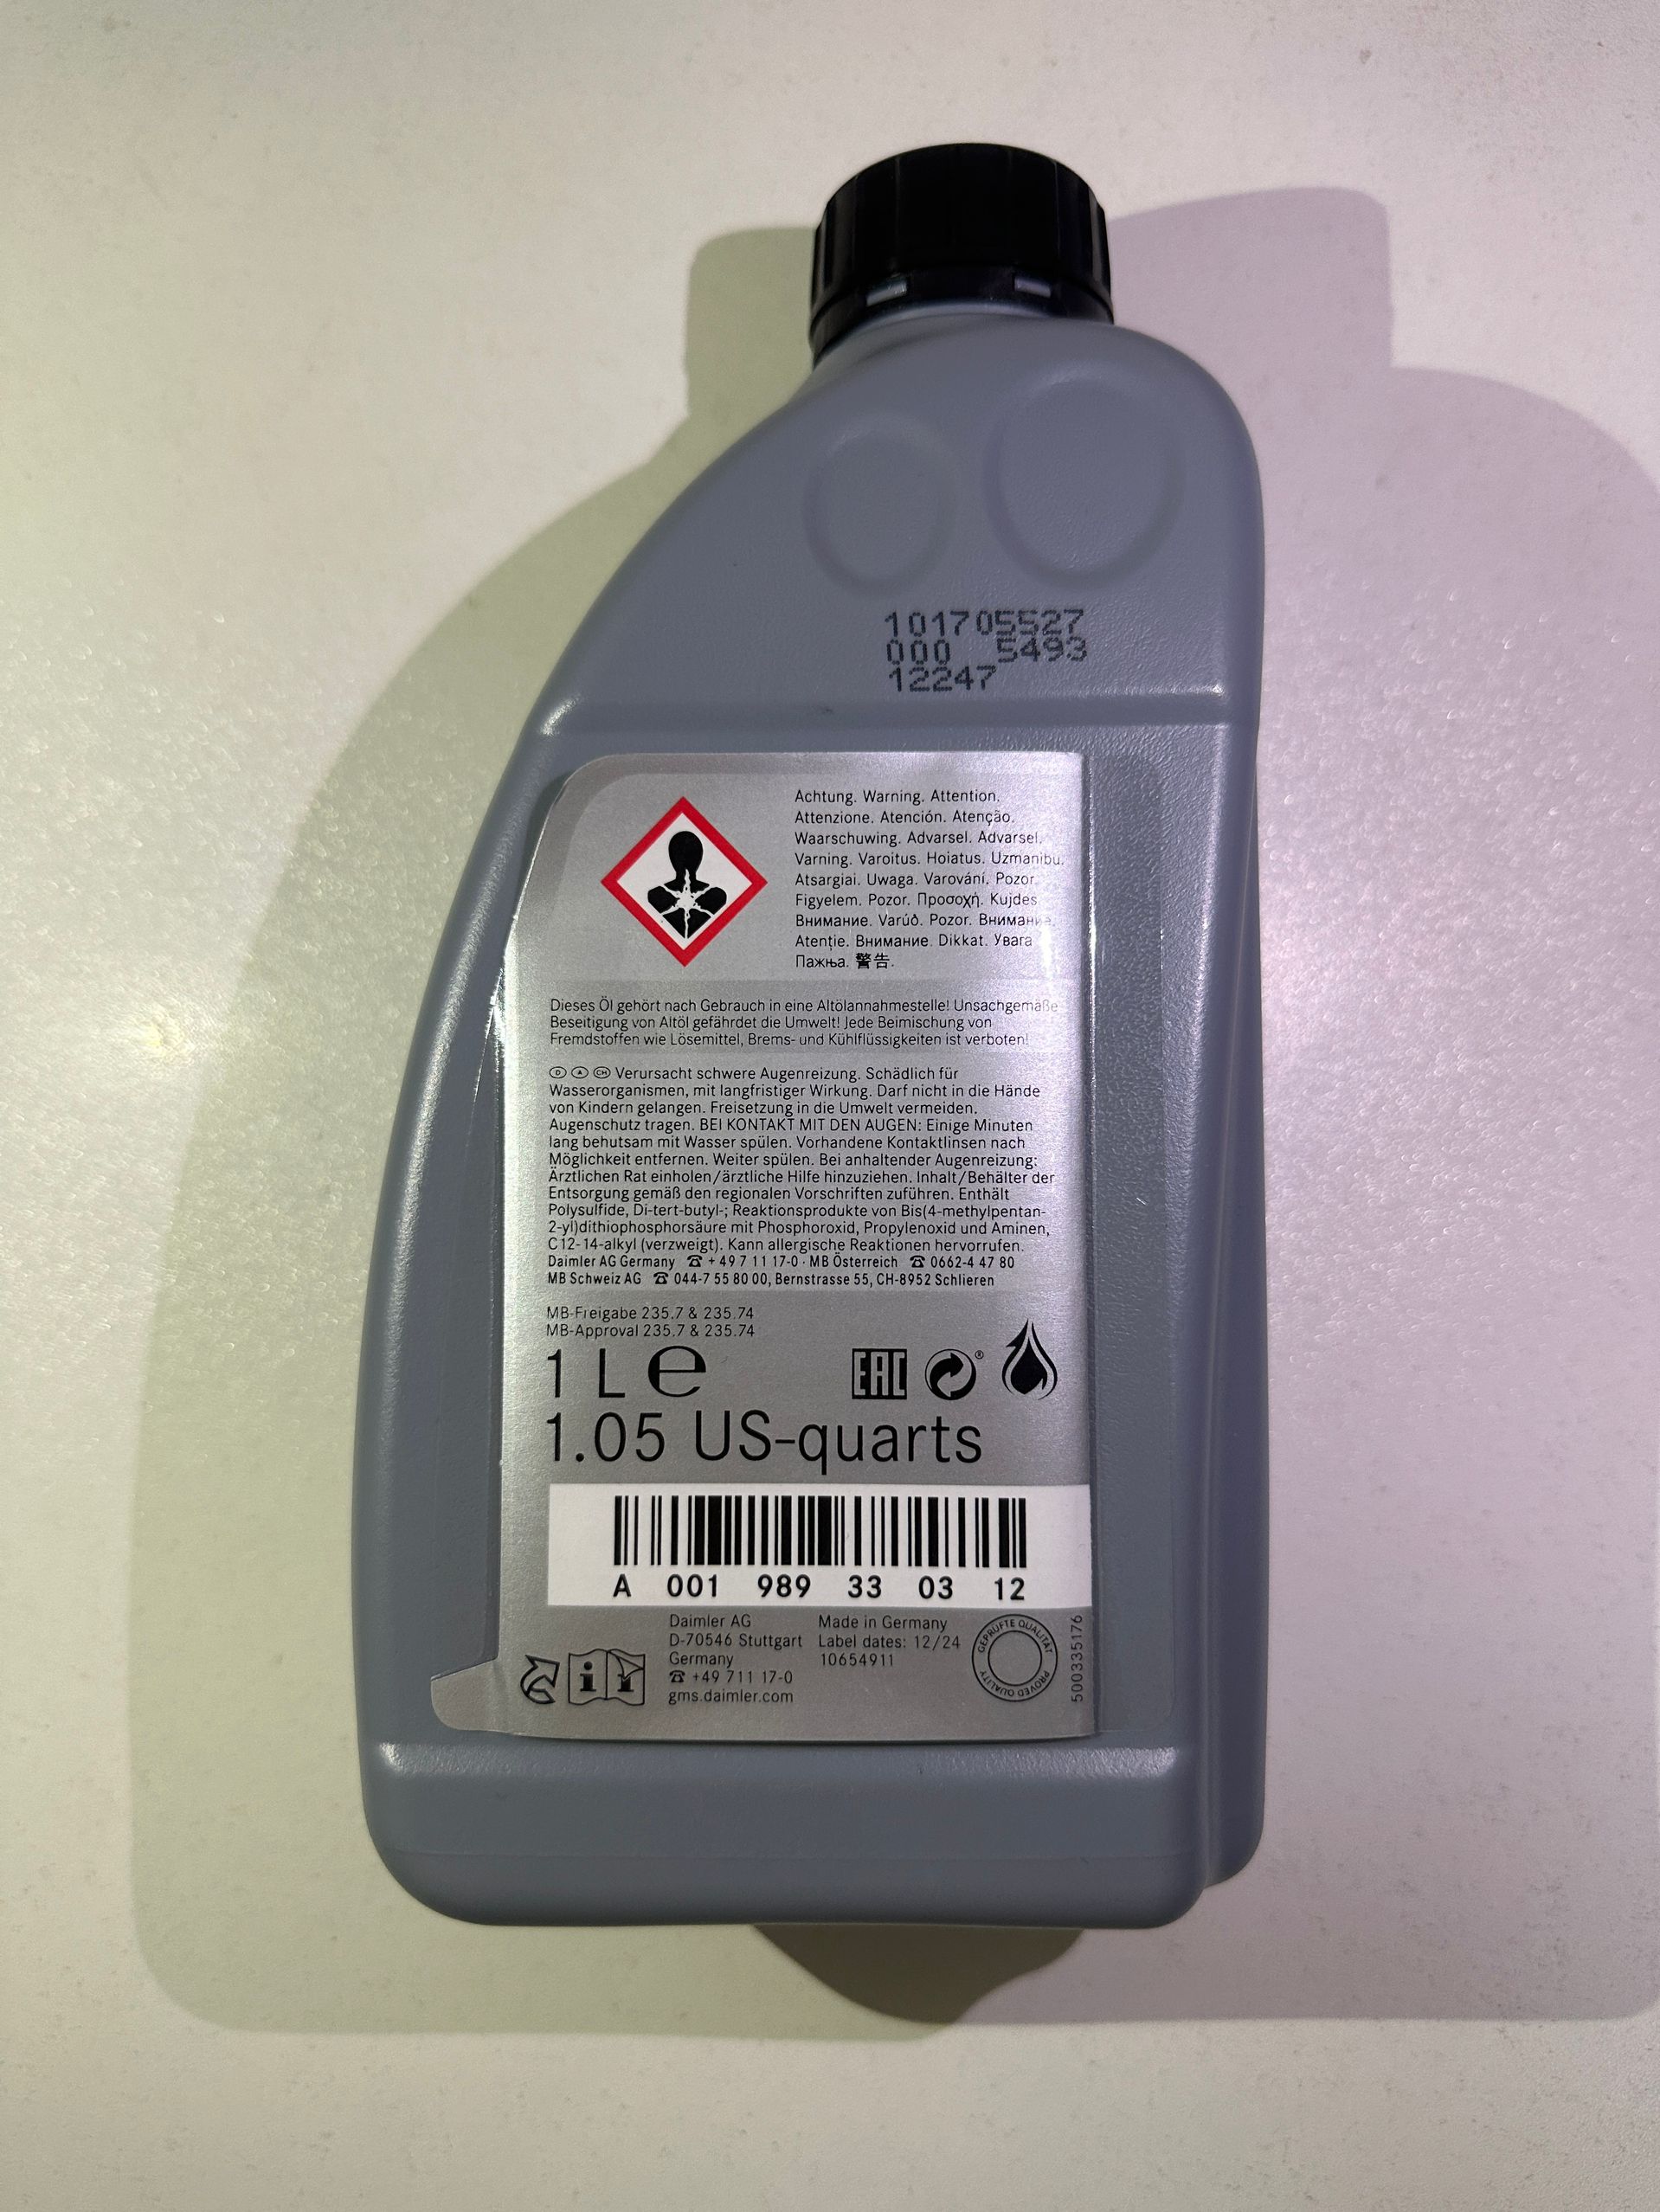 101705527
000 5493
12247
Achtung. Warning. Attention.
Attenzione. Atención. Atenção.
Waarschuwing. Advarsel. Advarsel.
Varning. Varoitus. Hoiatus. Uzmanību.
Atsargiai. Uwaga. Varování. Pozor.
Figyelem. Pozor. Προσοχή. Kujdes
Внимание. Varúð. Pozor. Внимание.
Atenție. Внимание. Dikkat. Увага
Пажња. 警告.
Dieses Öl gehört nach Gebrauch in eine Altölannahmestelle! Unsachgemäße
Beseitigung von Altöl gefährdet die Umwelt! Jede Beimischung von
Fremdstoffen wie Lösemittel, Brems- und Kühlflüssigkeiten ist verboten!
D A CH Verursacht schwere Augenreizung. Schädlich für
Wasserorganismen, mit langfristiger Wirkung. Darf nicht in die Hände
von Kindern gelangen. Freisetzung in die Umwelt vermeiden.
Augenschutz tragen. BEI KONTAKT MIT DEN AUGEN: Einige Minuten
lang behutsam mit Wasser spülen. Vorhandene Kontaktlinsen nach
Möglichkeit entfernen. Weiter spülen. Bei anhaltender Augenreizung:
Ärztlichen Rat einholen/ärztliche Hilfe hinzuziehen. Inhalt/Behälter der
Entsorgung gemäß den regionalen Vorschriften zuführen. Enthält
Polysulfide, Di-tert-butyl-; Reaktionsprodukte von Bis(4-methylpentan-
2-yl)dithiophosphorsäure mit Phosphoroxid, Propylenoxid und Aminen,
C12-14-alkyl (verzweigt). Kann allergische Reaktionen hervorrufen.
Daimler AG Germany ☎ +49 7 11 17-0 · MB Österreich ☎ 0662-4 47 80
MB Schweiz AG ☎ 044-7 55 80 00, Bernstrasse 55, CH-8952 Schlieren
MB-Freigabe 235.7 & 235.74
MB-Approval 235.7 & 235.74
1 L ℮
EAC ®
1.05 US-quarts
A 001 989 33 03 12
Daimler AG
D-70546 Stuttgart
Germany
☎ +49 711 17-0
gms.daimler.com
Made in Germany
Label dates: 12/24
10654911
GEPRÜFTE QUALITÄT
PROVED QUALITY
500335176